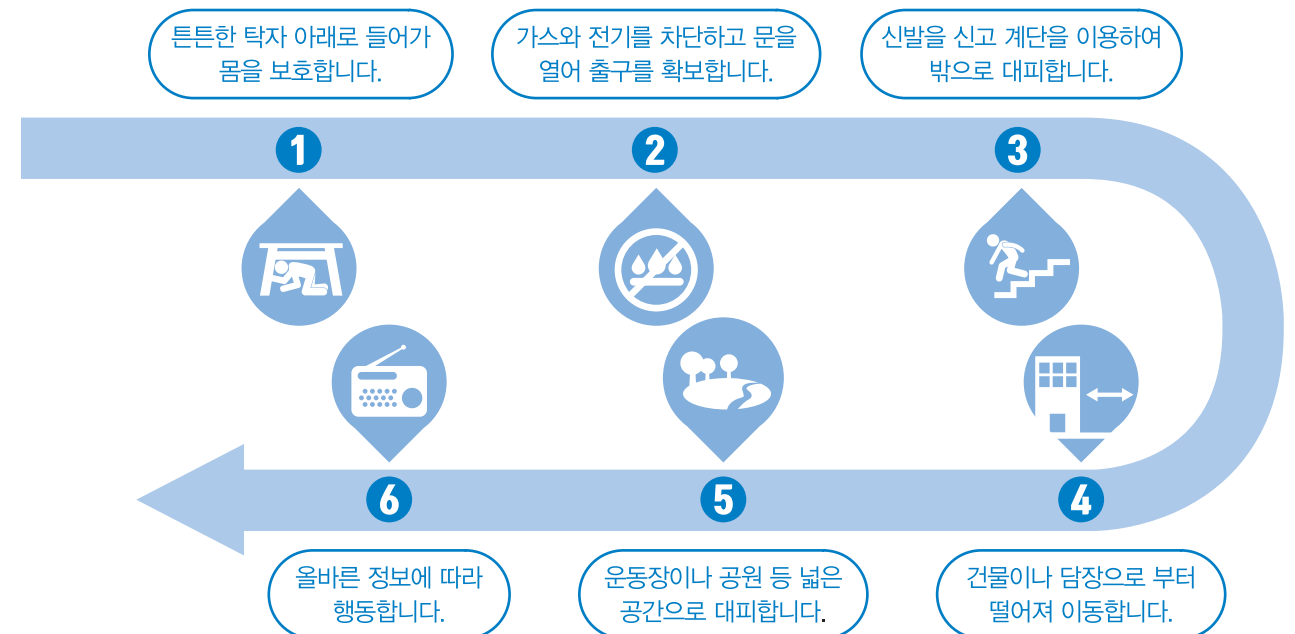 튼튼한 탁자 아래로 들어가
몸을 보호합니다.
가스와 전기를 차단하고 문을
열어 출구를 확보합니다.
신발을 신고 계단을 이용하여
밖으로 대피합니다.
1
2
3
4
건물이나 담장으로 부터
떨어져 이동합니다.
5
운동장이나 공원 등 넓은
공간으로 대피합니다.
6
올바른 정보에 따라
행동합니다.